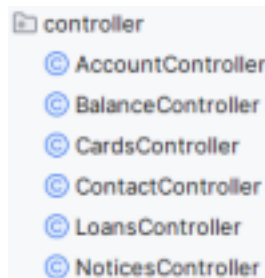 controller
AccountController
BalanceController
CardsController
ContactController
LoansController
NoticesController